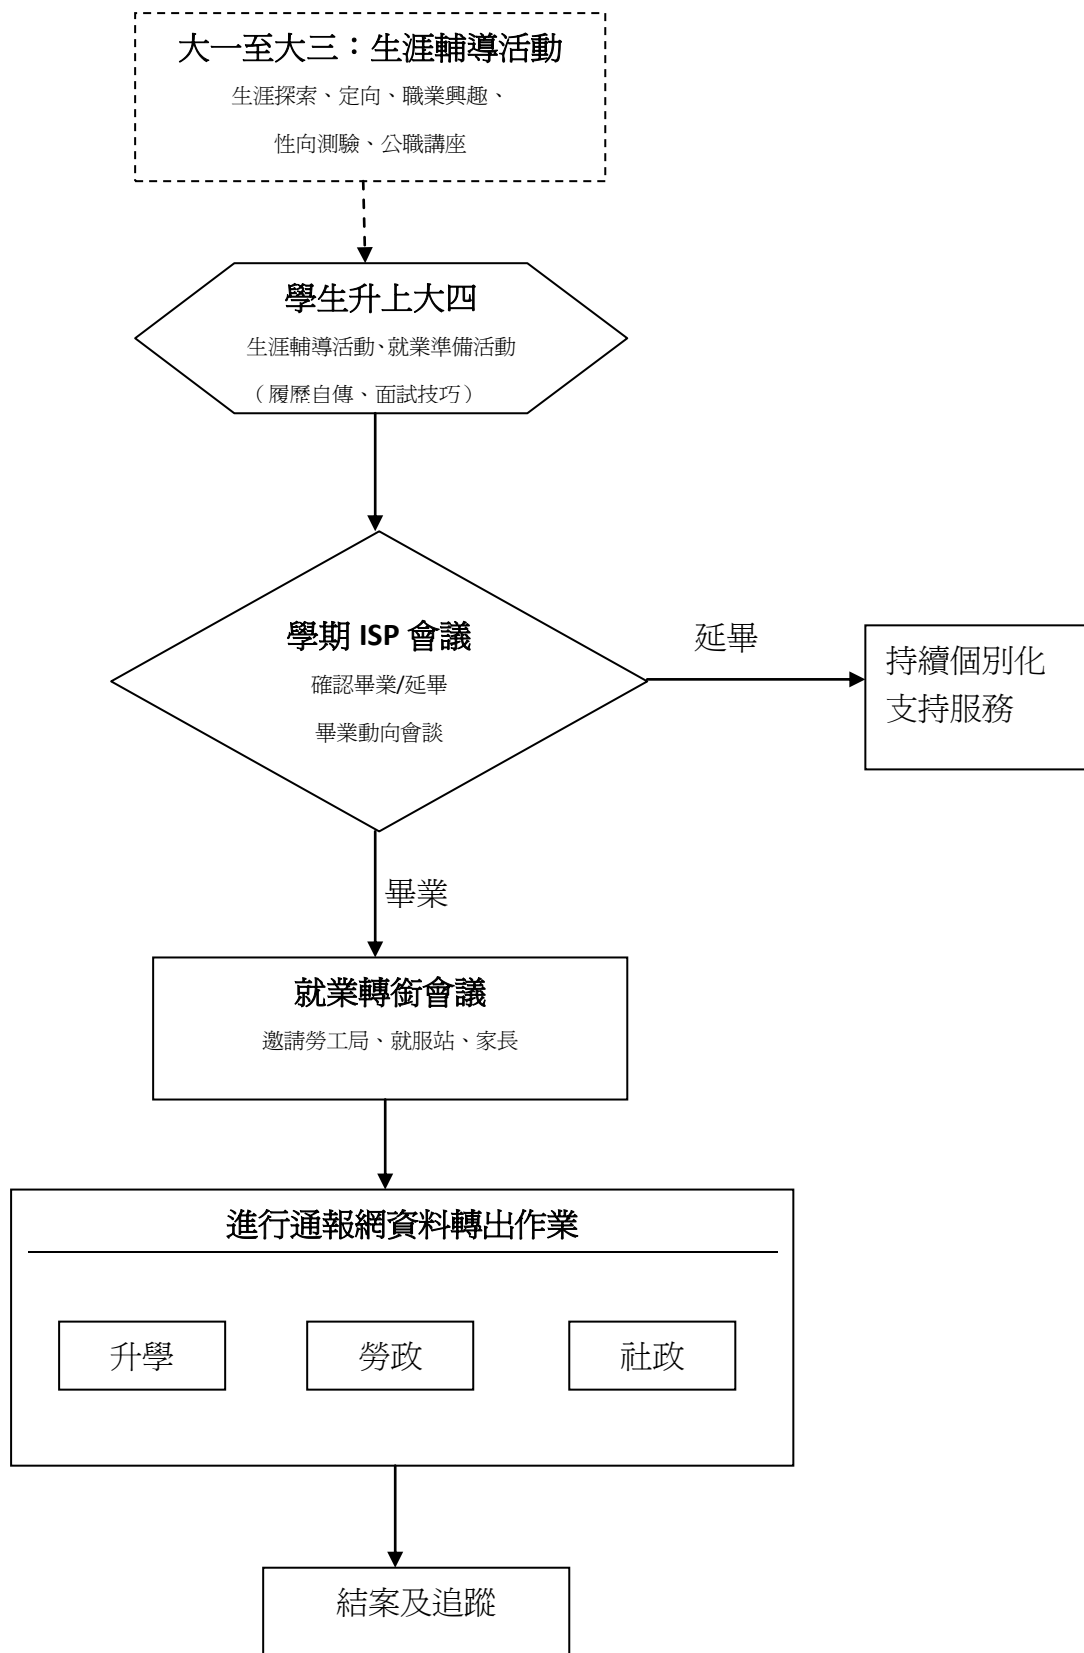 大一至大三：生涯輔導活動
生涯探索、定向、職業興趣、
性向測驗、公職講座
學生升上大四
生涯輔導活動、就業準備活動
（履歷自傳、面試技巧）
學期 ISP 會議
確認畢業/延畢
畢業動向會談
延畢
持續個別化
支持服務
畢業
就業轉銜會議
邀請勞工局、就服站、家長
進行通報網資料轉出作業
升學
勞政
社政
結案及追蹤